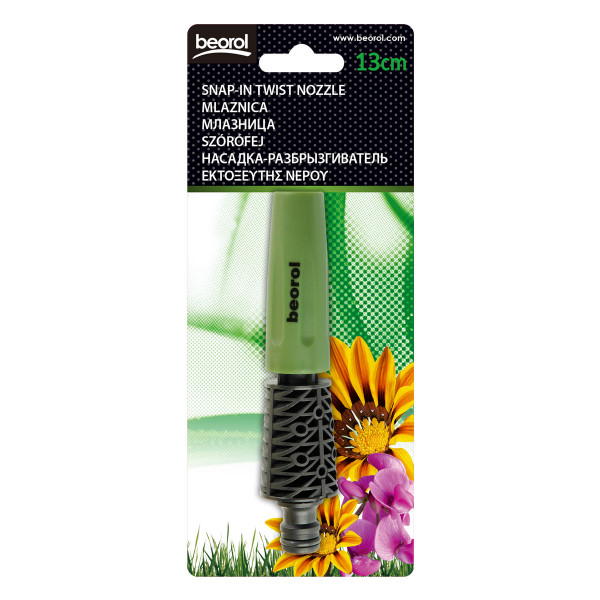 beorol
www.beorol.com
13cm
SNAP-IN TWIST NOZZLE
MLAZNICA
МЛАЗНИЦА
SZÓRÓFEJ
НАСАДКА-РАЗБРЫЗГИВАТЕЛЬ
ΕΚΤΟΞΕΥΤΗΣ ΝΕΡΟΥ
beorol